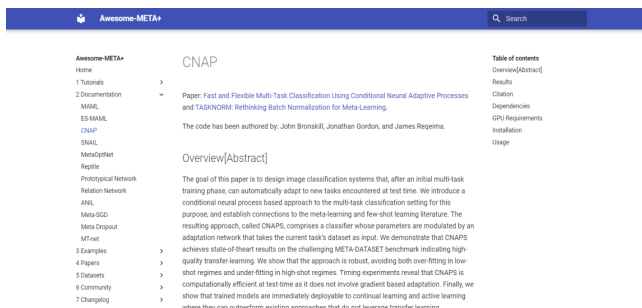 Awesome-META+
Search
Awesome-META+
Home
1 Tutorials
2 Documentation
MAML
ES-MAML
CNAP
SNAIL
MetaOptNet
Reptile
Prototypical Network
Relation Network
ANIL
Meta-SGD
Meta Dropout
MT-net
3 Examples
4 Papers
5 Datasets
6 Community
7 Changelog
CNAP
Paper: Fast and Flexible Multi-Task Classification Using Conditional Neural Adaptive Processes
and TASKNORM: Rethinking Batch Normalization for Meta-Learning.
The code has been authored by: John Bronskill, Jonathan Gordon, and James Reqeima.
Overview[Abstract]
The goal of this paper is to design image classification systems that, after an initial multi-task
training phase, can automatically adapt to new tasks encountered at test time. We introduce a
conditional neural process based approach to the multi-task classification setting for this
purpose, and establish connections to the meta-learning and few-shot learning literature. The
resulting approach, called CNAPS, comprises a classifier whose parameters are modulated by an
adaptation network that takes the current task's dataset as input. We demonstrate that CNAPS
achieves state-of-theart results on the challenging META-DATASET benchmark indicating high-
quality transfer-learning. We show that the approach is robust, avoiding both over-fitting in low-
shot regimes and under-fitting in high-shot regimes. Timing experiments reveal that CNAPS is
computationally efficient at test-time as it does not involve gradient based adaptation. Finally, we
show that trained models are immediately deployable to continual learning and active learning
where they can outperform existing approaches that do not leverage transfer learning.
Table of contents
Overview[Abstract]
Results
Citation
Dependencies
GPU Requirements
Installation
Usage